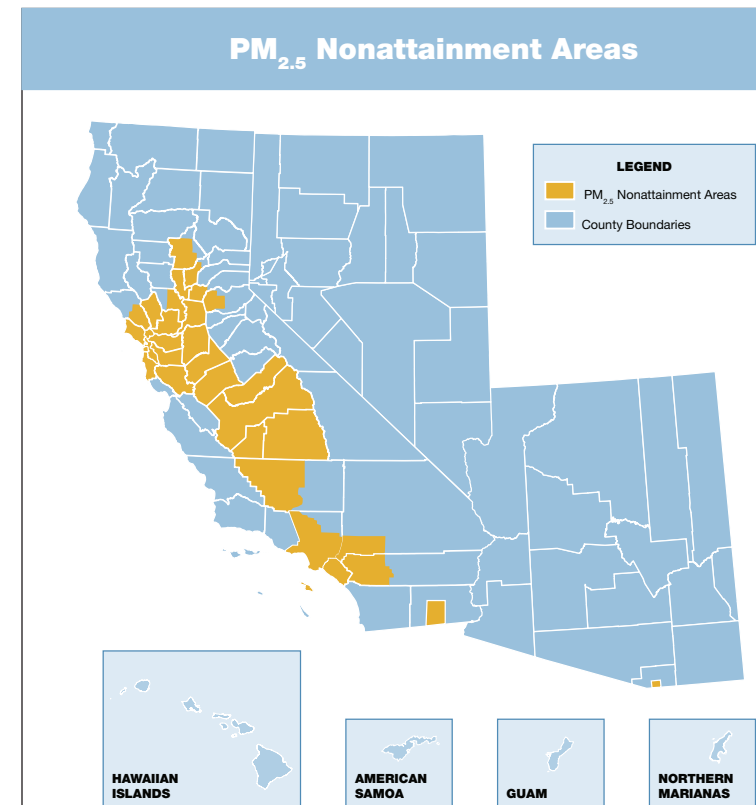 PM2.5 Nonattainment Areas
LEGEND
PM2.5 Nonattainment Areas
County Boundaries
HAWAIIAN
ISLANDS
AMERICAN
SAMOA
GUAM
NORTHERN
MARIANAS